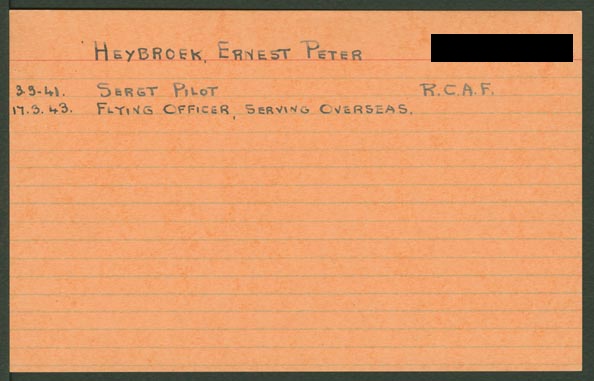 HEYBROEK, ERNEST PETER
3.9-41. SERGT PILOT R.C.A.F.
17.3.43. FLYING OFFICER, SERVING OVERSEAS.